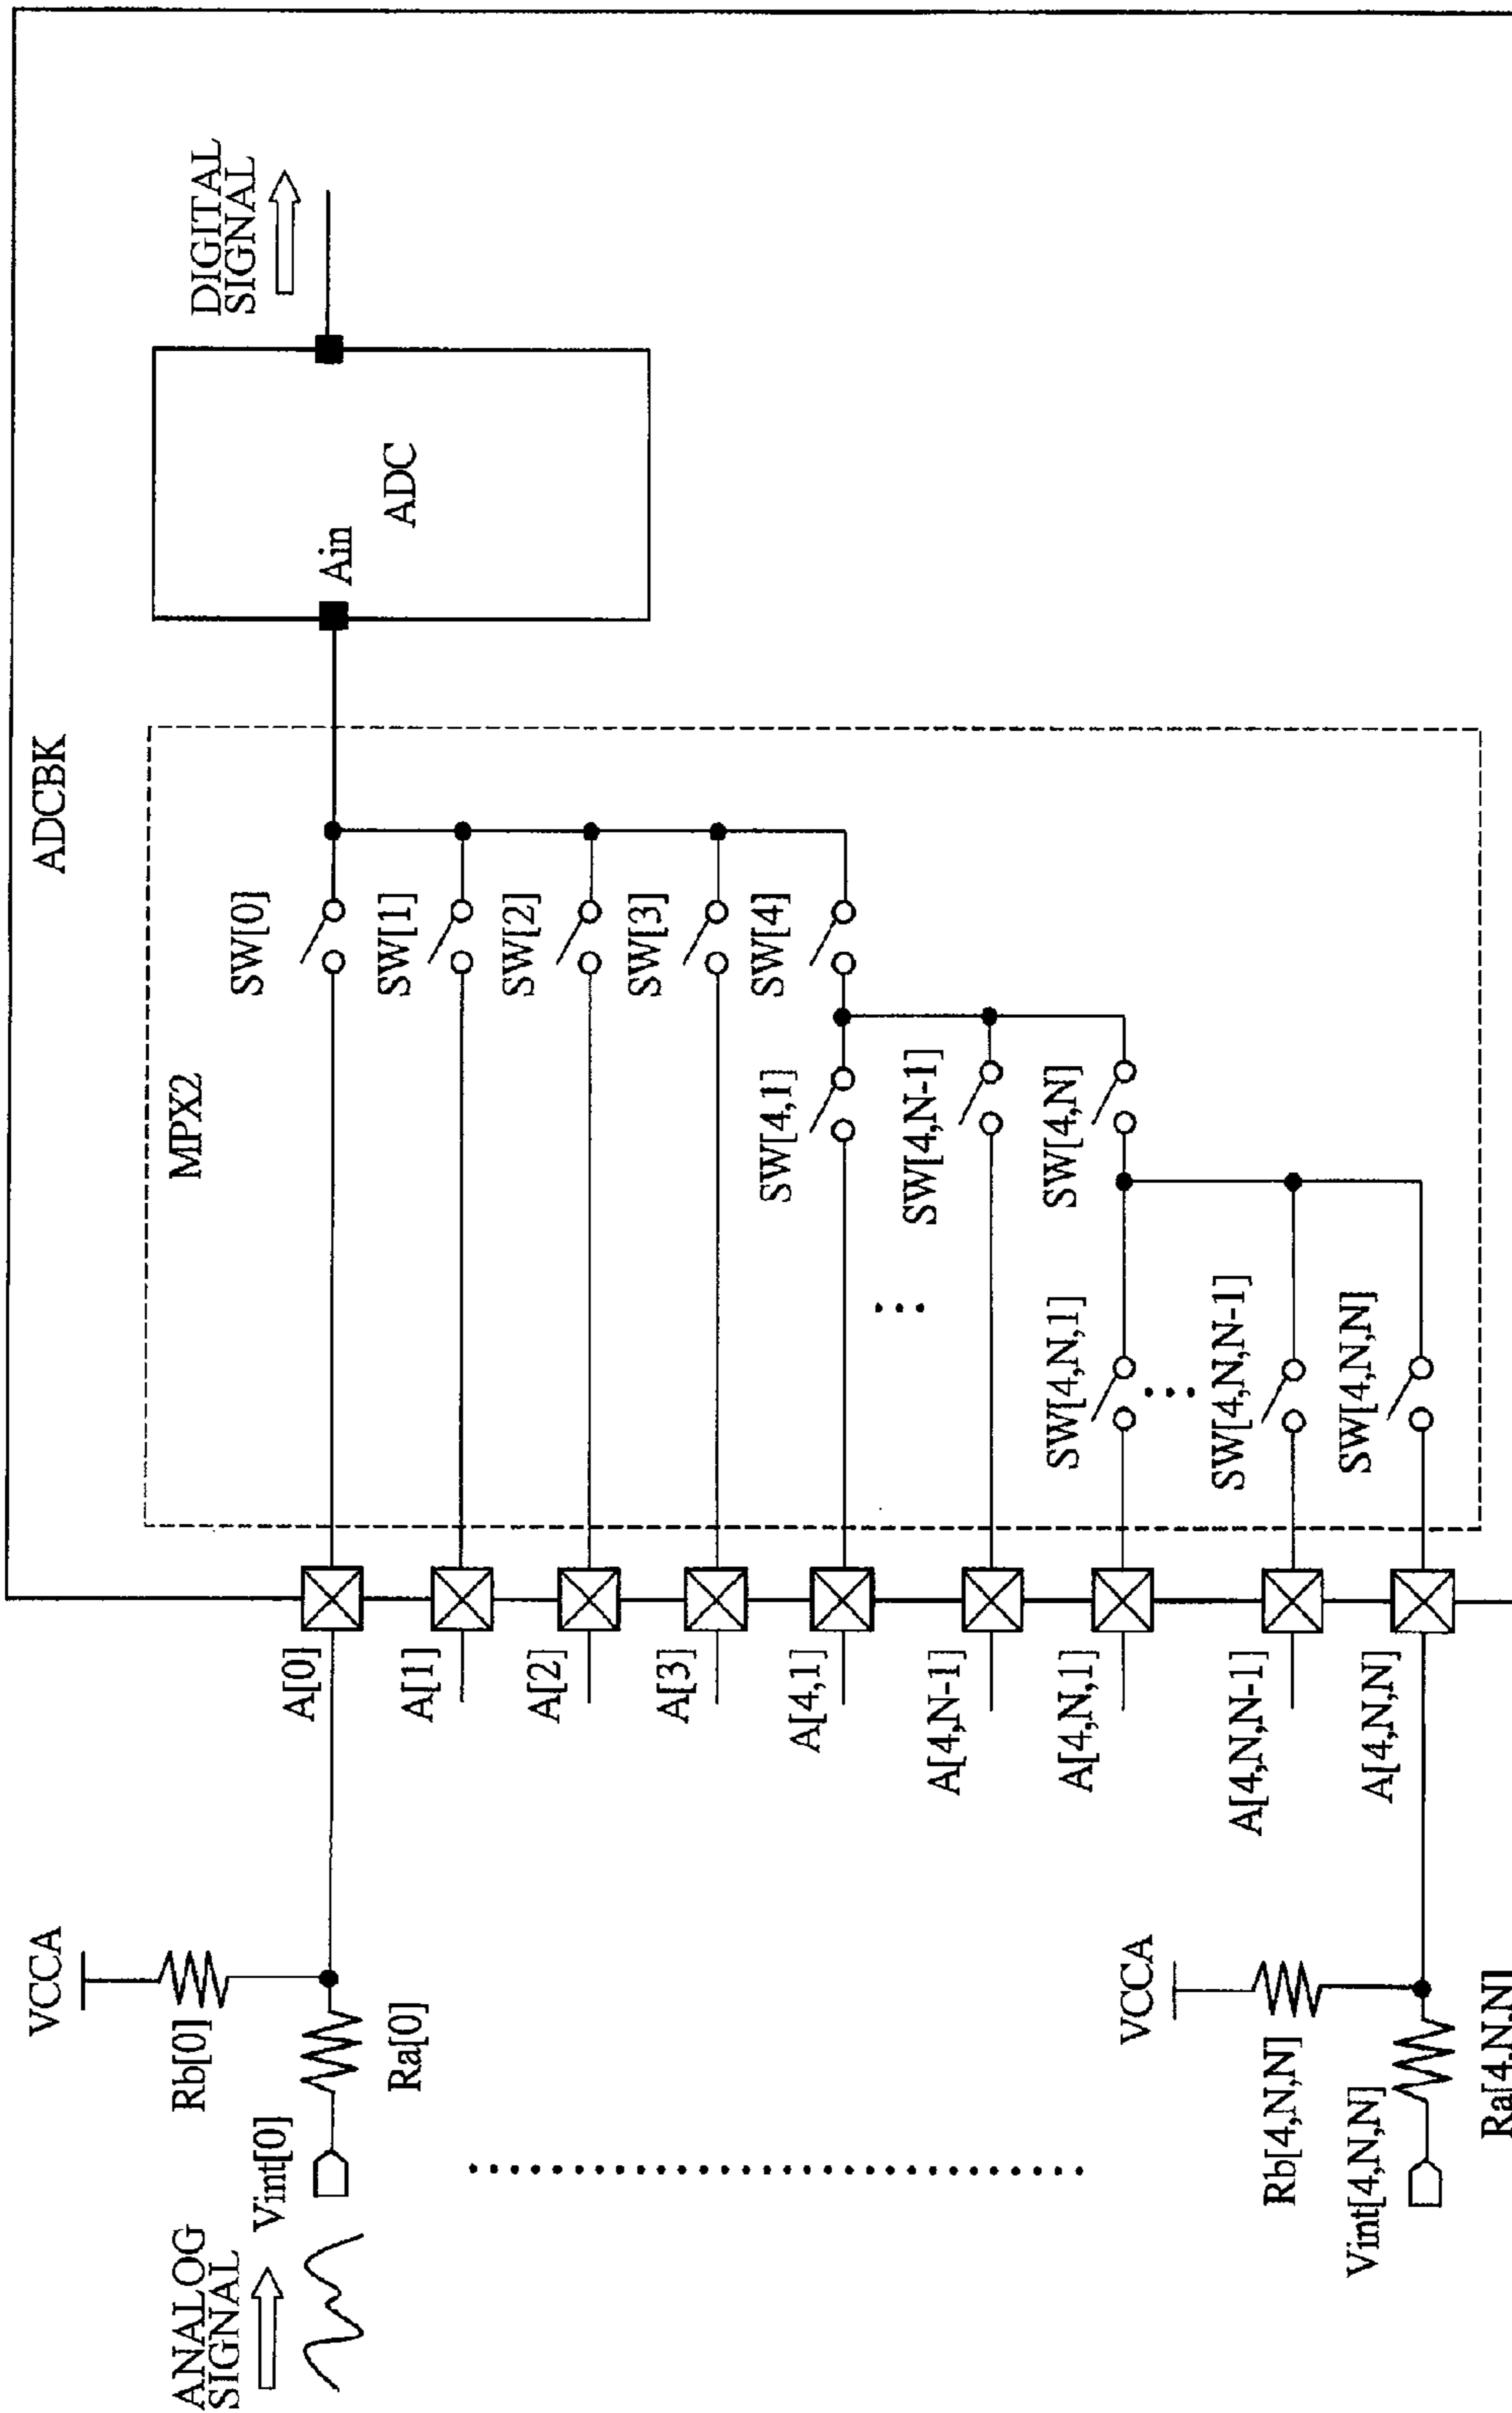 ADCBK
MPX2
ANALOG
SIGNAL
Vint[0]
Ra[0]
Rb[0]
VCCA
A[0]
SW[0]
Ain
ADC
DIGITAL
SIGNAL
A[1]
SW[1]
A[2]
SW[2]
A[3]
SW[3]
SW[4]
A[4,1]
SW[4,1]
A[4,N-1]
SW[4,N-1]
SW[4,N]
A[4,N,1]
SW[4,N,1]
A[4,N,N-1]
SW[4,N,N-1]
VCCA
Rb[4,N,N]
Vint[4,N,N]
Ra[4,N,N]
A[4,N,N]
SW[4,N,N]